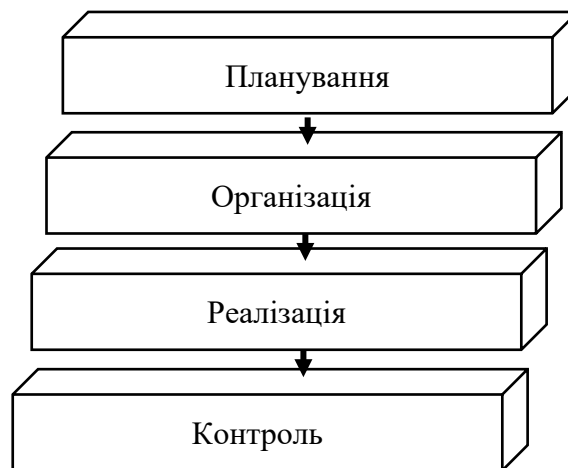 Планування
Організація
Реалізація
Контроль